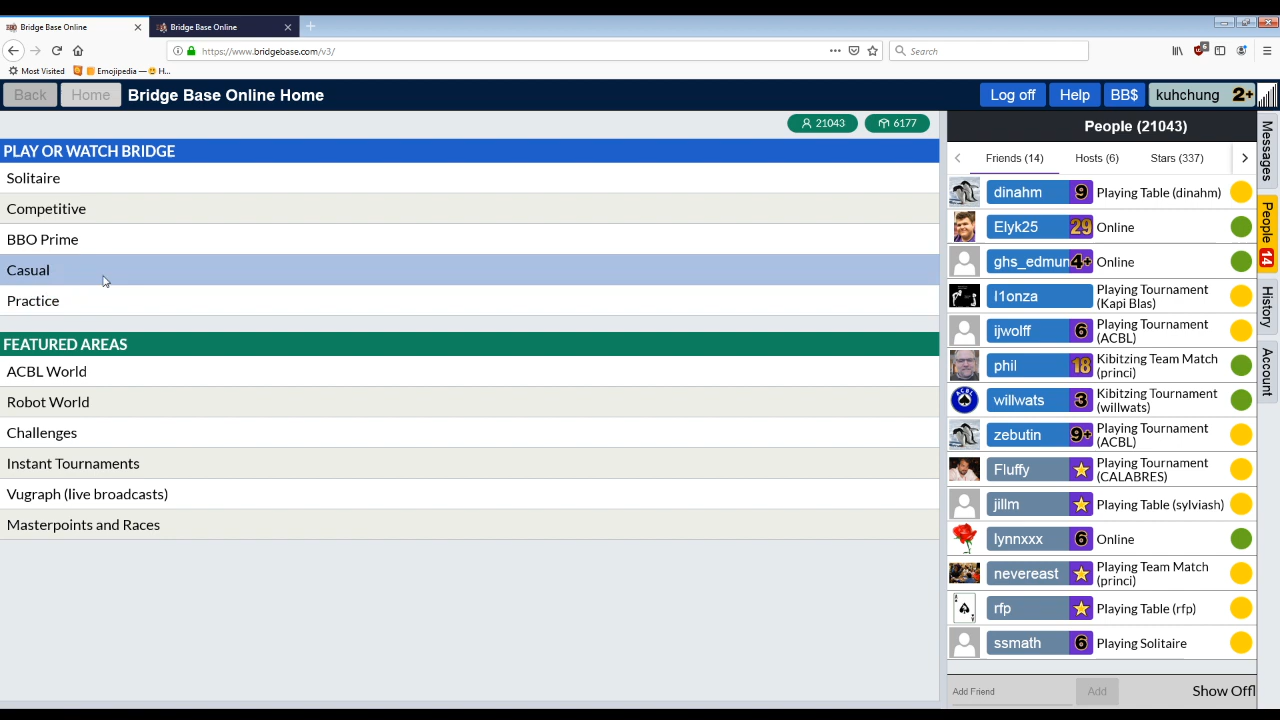 Bridge Base Online
Bridge Base Online
https://www.bridgebase.com/v3/
Search
6
Most Visited
Emojipedia — 😊 H...
Back
Home
Bridge Base Online Home
Log off
Help
BB$
kuhchung 2+
21043
6177
PLAY OR WATCH BRIDGE
Solitaire
Competitive
BBO Prime
Casual
Practice
FEATURED AREAS
ACBL World
Robot World
Challenges
Instant Tournaments
Vugraph (live broadcasts)
Masterpoints and Races
People (21043)
Friends (14)
Hosts (6)
Stars (337)
dinahm 9 Playing Table (dinahm)
Elyk25 29 Online
ghs_edmun 4+ Online
l1onza Playing Tournament
(Kapi Blas)
ijwolff 6 Playing Tournament
(ACBL)
phil 18 Kibitzing Team Match
(princi)
willwats 3 Kibitzing Tournament
(willwats)
zebutin 9+ Playing Tournament
(ACBL)
Fluffy Playing Tournament
(CALABRES)
jillm Playing Table (sylviash)
lynnxxx 6 Online
nevereast Playing Team Match
(princi)
rfp Playing Table (rfp)
ssmath 6 Playing Solitaire
Add Friend
Add
Show Offl
Messages
People 14
History
Account